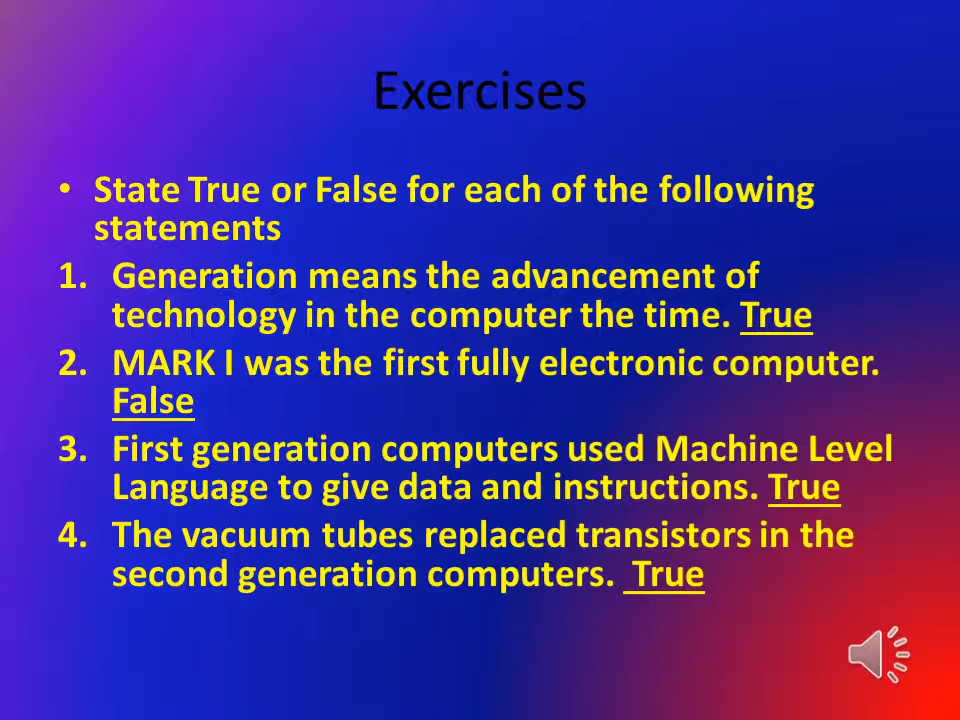 Exercises
• State True or False for each of the following
statements
1. Generation means the advancement of
technology in the computer the time. True
2. MARK I was the first fully electronic computer.
False
3. First generation computers used Machine Level
Language to give data and instructions. True
4. The vacuum tubes replaced transistors in the
second generation computers. True